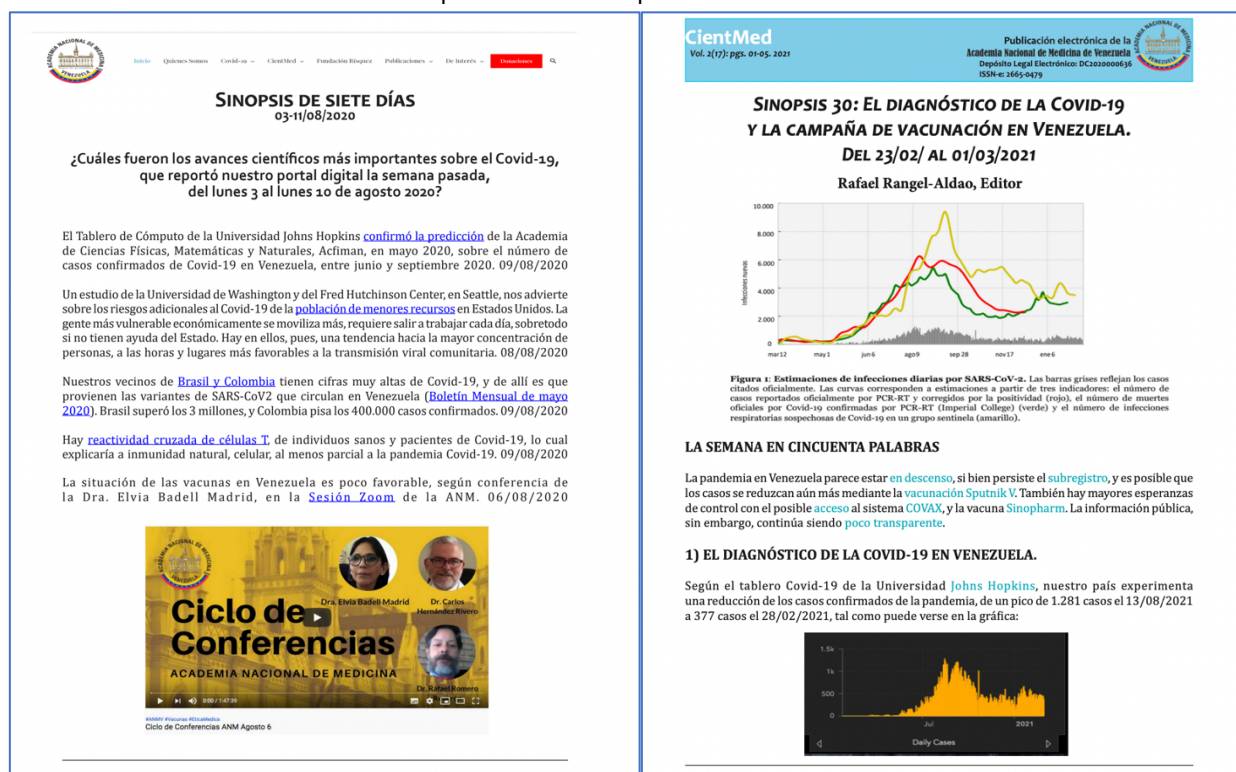 ACADEMIA NACIONAL DE MEDICINA
VENEZUELA
Inicio Quienes Somos Covid-19 CientMed Fundación Rísquez Publicaciones De Interés Donaciones
SINOPSIS DE SIETE DÍAS
03-11/08/2020
¿Cuáles fueron los avances científicos más importantes sobre el Covid-19,
que reportó nuestro portal digital la semana pasada,
del lunes 3 al lunes 10 de agosto 2020?
El Tablero de Cómputo de la Universidad Johns Hopkins confirmó la predicción de la Academia
de Ciencias Físicas, Matemáticas y Naturales, Acfiman, en mayo 2020, sobre el número de
casos confirmados de Covid-19 en Venezuela, entre junio y septiembre 2020. 09/08/2020
Un estudio de la Universidad de Washington y del Fred Hutchinson Center, en Seattle, nos advierte
sobre los riesgos adicionales al Covid-19 de la población de menores recursos en Estados Unidos. La
gente más vulnerable económicamente se moviliza más, requiere salir a trabajar cada día, sobretodo
si no tienen ayuda del Estado. Hay en ellos, pues, una tendencia hacia la mayor concentración de
personas, a las horas y lugares más favorables a la transmisión viral comunitaria. 08/08/2020
Nuestros vecinos de Brasil y Colombia tienen cifras muy altas de Covid-19, y de allí es que
provienen las variantes de SARS-CoV2 que circulan en Venezuela (Boletín Mensual de mayo
2020). Brasil superó los 3 millones, y Colombia pisa los 400.000 casos confirmados. 09/08/2020
Hay reactividad cruzada de células T, de individuos sanos y pacientes de Covid-19, lo cual
explicaría a inmunidad natural, celular, al menos parcial a la pandemia Covid-19. 09/08/2020
La situación de las vacunas en Venezuela es poco favorable, según conferencia de
la Dra. Elvia Badell Madrid, en la Sesión Zoom de la ANM. 06/08/2020
Ciclo de
Conferencias
ACADEMIA NACIONAL DE MEDICINA
Dra. Elvia Badell Madrid
Dr. Carlos
Hernández Rivero
Dr. Rafael Romero
0:00 / 1:47:39
#ANMV #Vacunas #EticaMedica
Ciclo de Conferencias ANM Agosto 6
CientMed
Vol. 2(17): pgs. 01-05. 2021
Publicación electrónica de la
Academia Nacional de Medicina de Venezuela
Depósito Legal Electrónico: DC2020000636
ISSN-e: 2665-0479
ACADEMIA NACIONAL DE MEDICINA
VENEZUELA
SINOPSIS 30: EL DIAGNÓSTICO DE LA COVID-19
Y LA CAMPAÑA DE VACUNACIÓN EN VENEZUELA.
DEL 23/02/ AL 01/03/2021
Rafael Rangel-Aldao, Editor
Infecciones nuevas
10.000
8.000
6.000
4.000
2.000
0
mar12 may1 jun6 ago9 sep28 nov17 ene6
Figura 1: Estimaciones de infecciones diarias por SARS-CoV-2. Las barras grises reflejan los casos
citados oficialmente. Las curvas corresponden a estimaciones a partir de tres indicadores: el número de
casos reportados oficialmente por PCR-RT y corregidos por la positividad (rojo), el número de muertes
oficiales por Covid-19 confirmadas por PCR-RT (Imperial College) (verde) y el número de infecciones
respiratorias sospechosas de Covid-19 en un grupo sentinela (amarillo).
LA SEMANA EN CINCUENTA PALABRAS
La pandemia en Venezuela parece estar en descenso, si bien persiste el subregistro, y es posible que
los casos se reduzcan aún más mediante la vacunación Sputnik V. También hay mayores esperanzas
de control con el posible acceso al sistema COVAX, y la vacuna Sinopharm. La información pública,
sin embargo, continúa siendo poco transparente.
1) EL DIAGNÓSTICO DE LA COVID-19 EN VENEZUELA.
Según el tablero Covid-19 de la Universidad Johns Hopkins, nuestro país experimenta
una reducción de los casos confirmados de la pandemia, de un pico de 1.281 casos el 13/08/2021
a 377 casos el 28/02/2021, tal como puede verse en la gráfica:
1.5k
1k
500
0
Jul 2021
Daily Cases